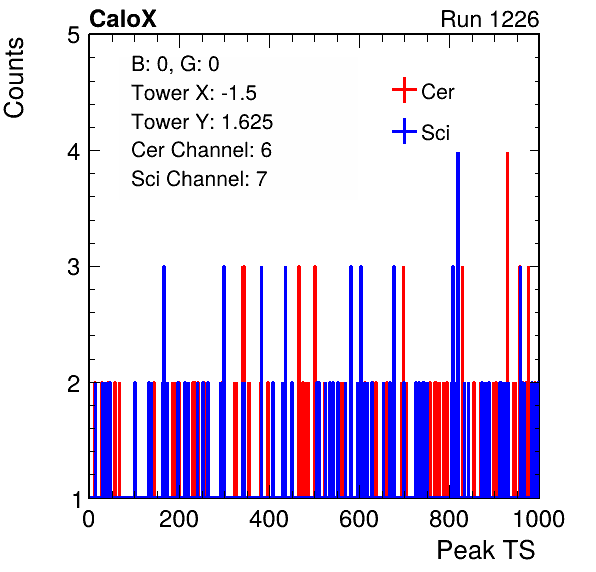 CaloX Run 1226
Counts
B: 0, G: 0
Tower X: -1.5
Tower Y: 1.625
Cer Channel: 6
Sci Channel: 7
Cer
Sci
5
4
3
2
1
0 200 400 600 800 1000
Peak TS